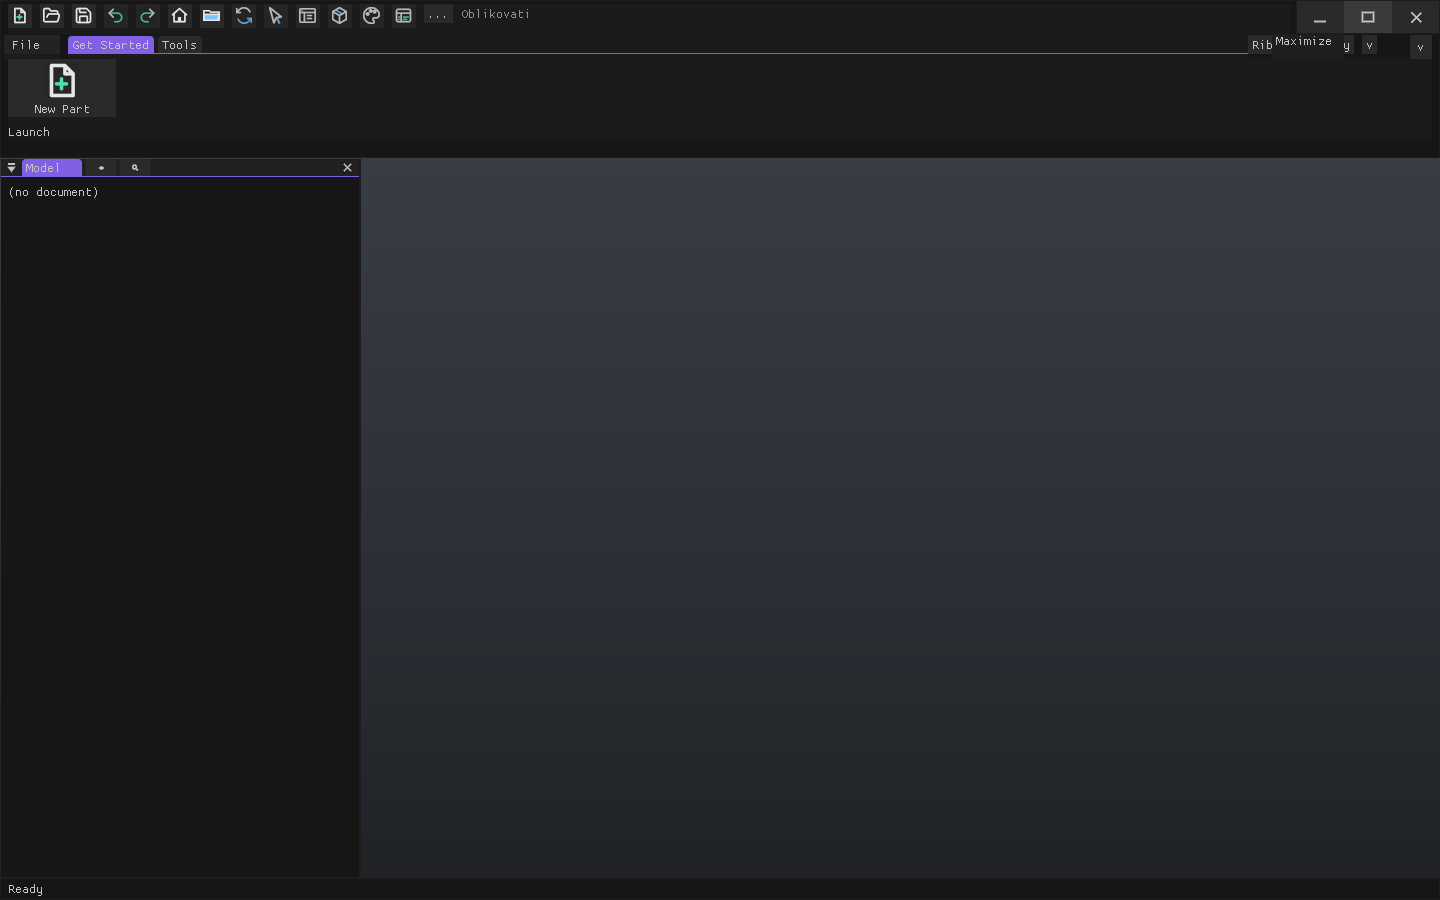 ... Oblikovati
File Get Started Tools Rib Maximize y v v
New Part
Launch
Model
(no document)
Ready